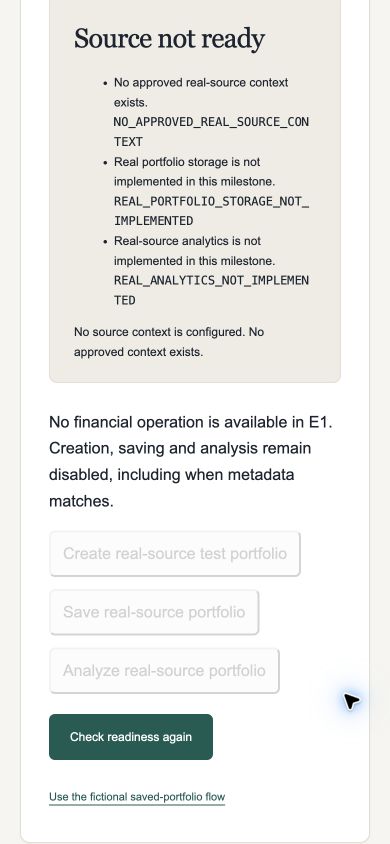 Source not ready
No approved real-source context
exists.
NO_APPROVED_REAL_SOURCE_CON
TEXT
Real portfolio storage is not
implemented in this milestone.
REAL_PORTFOLIO_STORAGE_NOT_
IMPLEMENTED
Real-source analytics is not
implemented in this milestone.
REAL_ANALYTICS_NOT_IMPLEMEN
TED
No source context is configured. No
approved context exists.
No financial operation is available in E1.
Creation, saving and analysis remain
disabled, including when metadata
matches.
Create real-source test portfolio
Save real-source portfolio
Analyze real-source portfolio
Check readiness again
Use the fictional saved-portfolio flow